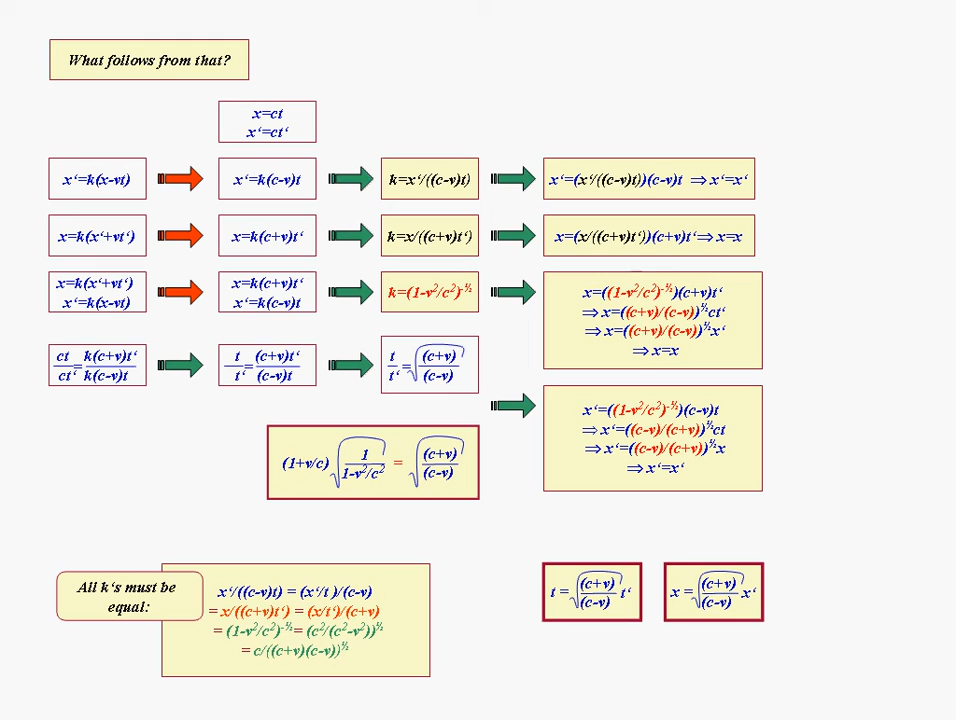 What follows from that?
x=ct
x‘=ct‘
x‘=k(x-vt)
x‘=k(c-v)t
k=x‘/((c-v)t)
x‘=(x‘/((c-v)t))(c-v)t ⇒ x‘=x‘
x=k(x‘+vt‘)
x=k(c+v)t‘
k=x/((c+v)t‘)
x=(x/((c+v)t‘))(c+v)t‘⇒ x=x
x=k(x‘+vt‘)
x‘=k(x-vt)
x=k(c+v)t‘
x‘=k(c-v)t
k=(1-v²/c²)^-½
x=((1-v²/c²)^-½)(c+v)t‘
⇒ x=((c+v)/(c-v))^½ct‘
⇒ x=((c+v)/(c-v))^½x‘
⇒ x=x
ct/ct‘ = k(c+v)t‘/k(c-v)t
t/t‘ = (c+v)t‘/(c-v)t
t/t‘ = √((c+v)/(c-v))
x‘=((1-v²/c²)^-½)(c-v)t
⇒ x‘=((c-v)/(c+v))^½ct
⇒ x‘=((c-v)/(c+v))^½x
⇒ x‘=x‘
(1+v/c) √(1/1-v²/c²) = √((c+v)/(c-v))
All k‘s must be
equal:
x‘/((c-v)t) = (x‘/t )/(c-v)
= x/((c+v)t‘) = (x/t‘)/(c+v)
= (1-v²/c²)^-½= (c²/(c²-v²))^½
= c/((c+v)(c-v))^½
t = √((c+v)/(c-v)) t‘
x = √((c+v)/(c-v)) x‘